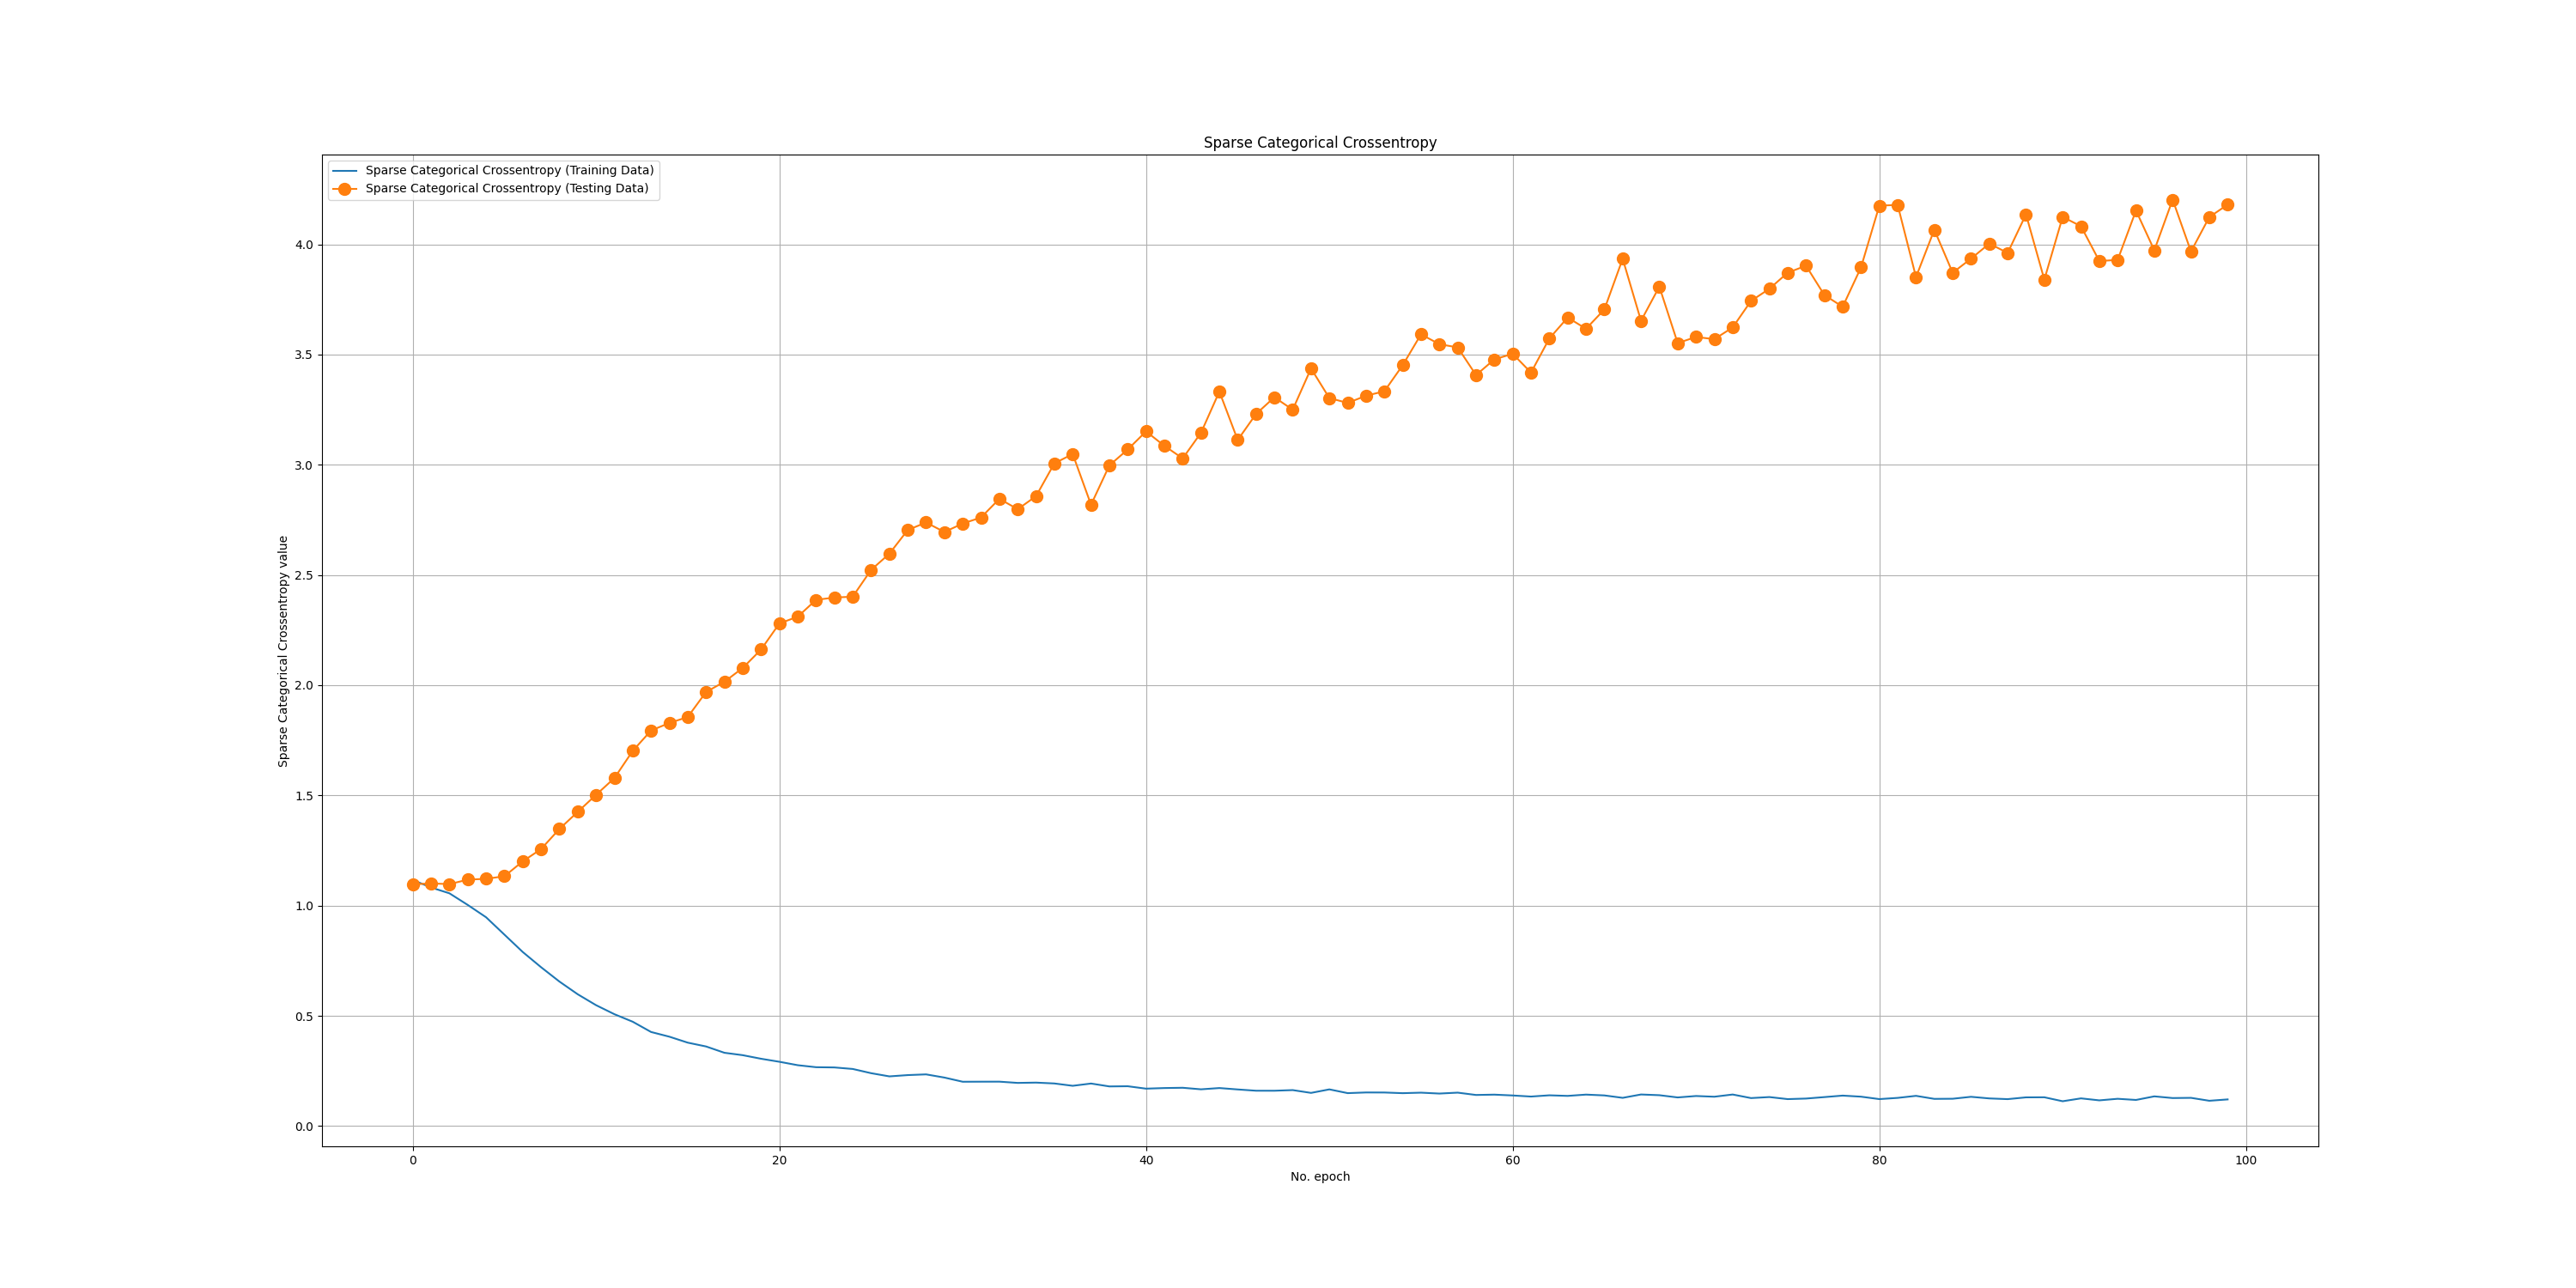 Sparse Categorical Crossentropy
Sparse Categorical Crossentropy (Training Data)
Sparse Categorical Crossentropy (Testing Data)
Sparse Categorical Crossentropy value
4.0
3.5
3.0
2.5
2.0
1.5
1.0
0.5
0.0
0 20 40 60 80 100
No. epoch